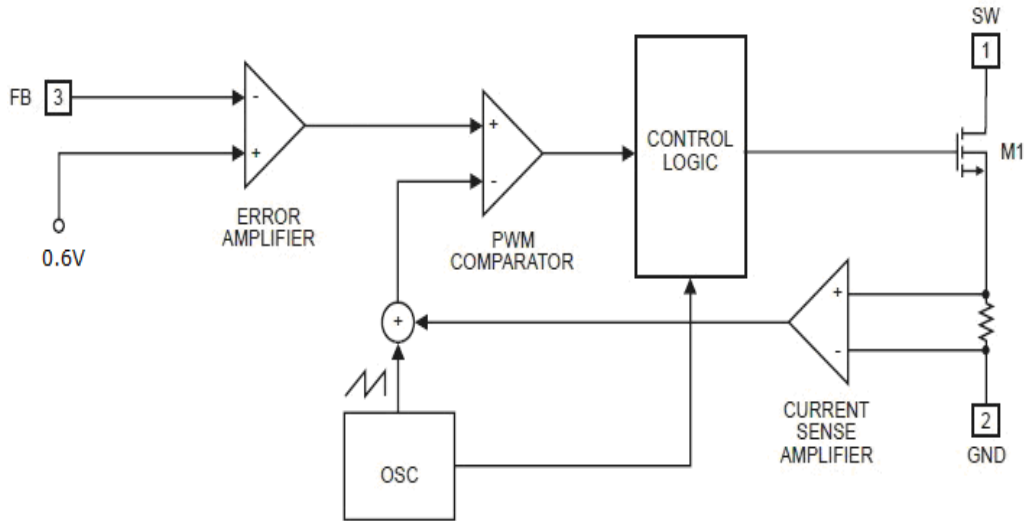 SW
1
FB
3
-
+
ERROR
AMPLIFIER
0.6V
+
-
PWM
COMPARATOR
CONTROL
LOGIC
M1
+
+
-
CURRENT
SENSE
AMPLIFIER
OSC
2
GND